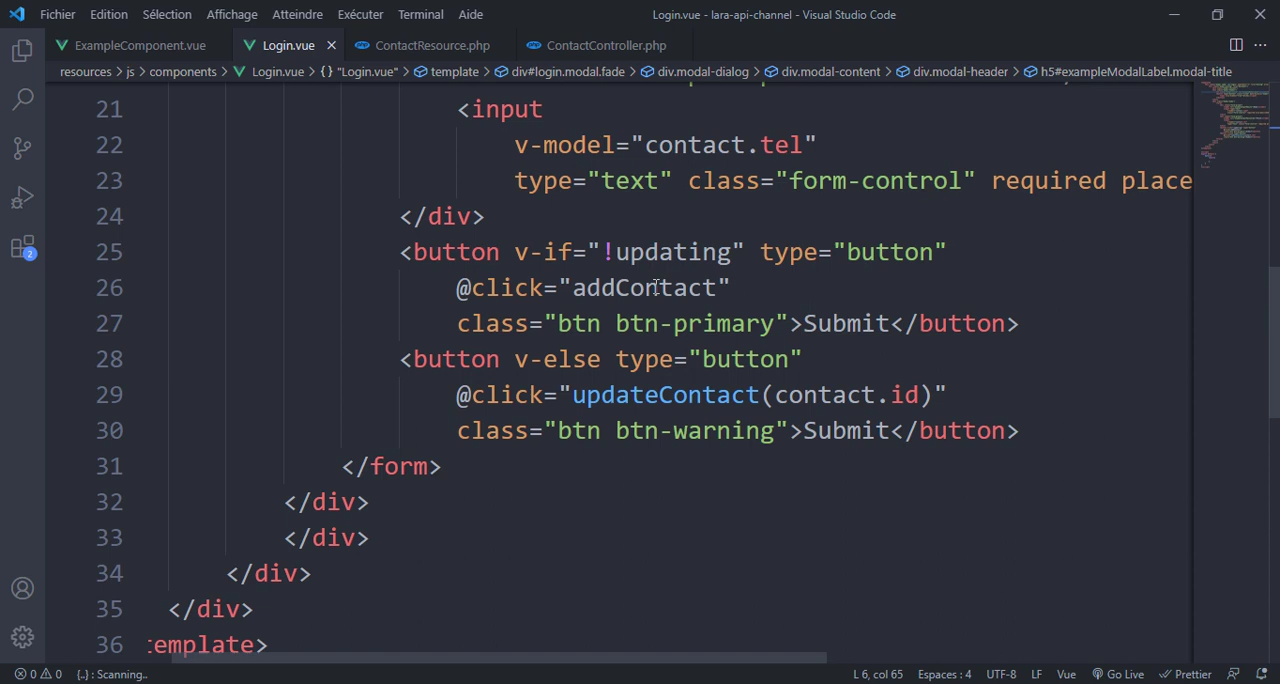 Fichier Edition Sélection Affichage Atteindre Exécuter Terminal Aide Login.vue - lara-api-channel - Visual Studio Code
ExampleComponent.vue Login.vue ContactResource.php ContactController.php
resources > js > components > Login.vue > {} "Login.vue" > template > div#login.modal.fade > div.modal-dialog > div.modal-content > div.modal-header > h5#exampleModalLabel.modal-title
21 <input
22 v-model="contact.tel"
23 type="text" class="form-control" required place
24 </div>
25 <button v-if="!updating" type="button"
26 @click="addContact"
27 class="btn btn-primary">Submit</button>
28 <button v-else type="button"
29 @click="updateContact(contact.id)"
30 class="btn btn-warning">Submit</button>
31 </form>
32 </div>
33 </div>
34 </div>
35 </div>
36 template>
2
0 0 {..} : Scanning.. L 6, col 65 Espaces : 4 UTF-8 LF Vue Go Live Prettier